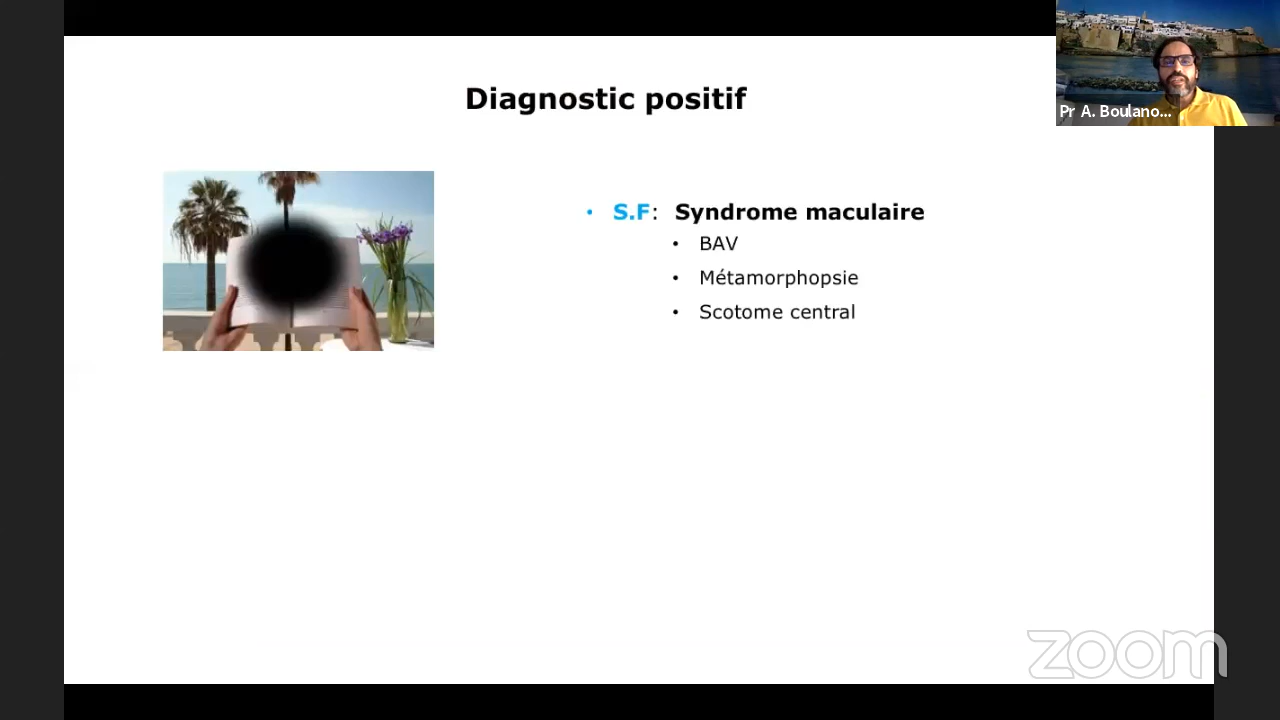 Diagnostic positif
Pr A. Boulano...
• S.F: Syndrome maculaire
• BAV
• Métamorphopsie
• Scotome central
zoom